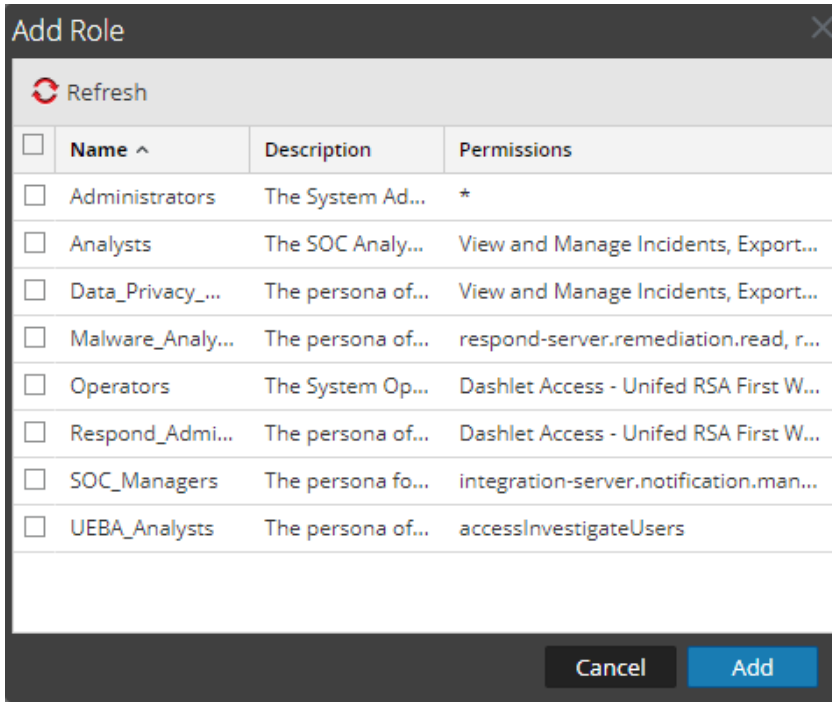 Add Role
Refresh
Name Description Permissions
Administrators The System Ad... *
Analysts The SOC Analy... View and Manage Incidents, Export...
Data_Privacy_... The persona of... View and Manage Incidents, Export...
Malware_Analy... The persona of... respond-server.remediation.read, r...
Operators The System Op... Dashlet Access - Unifed RSA First W...
Respond_Admi... The persona of... Dashlet Access - Unifed RSA First W...
SOC_Managers The persona fo... integration-server.notification.man...
UEBA_Analysts The persona of... accessInvestigateUsers
Cancel Add